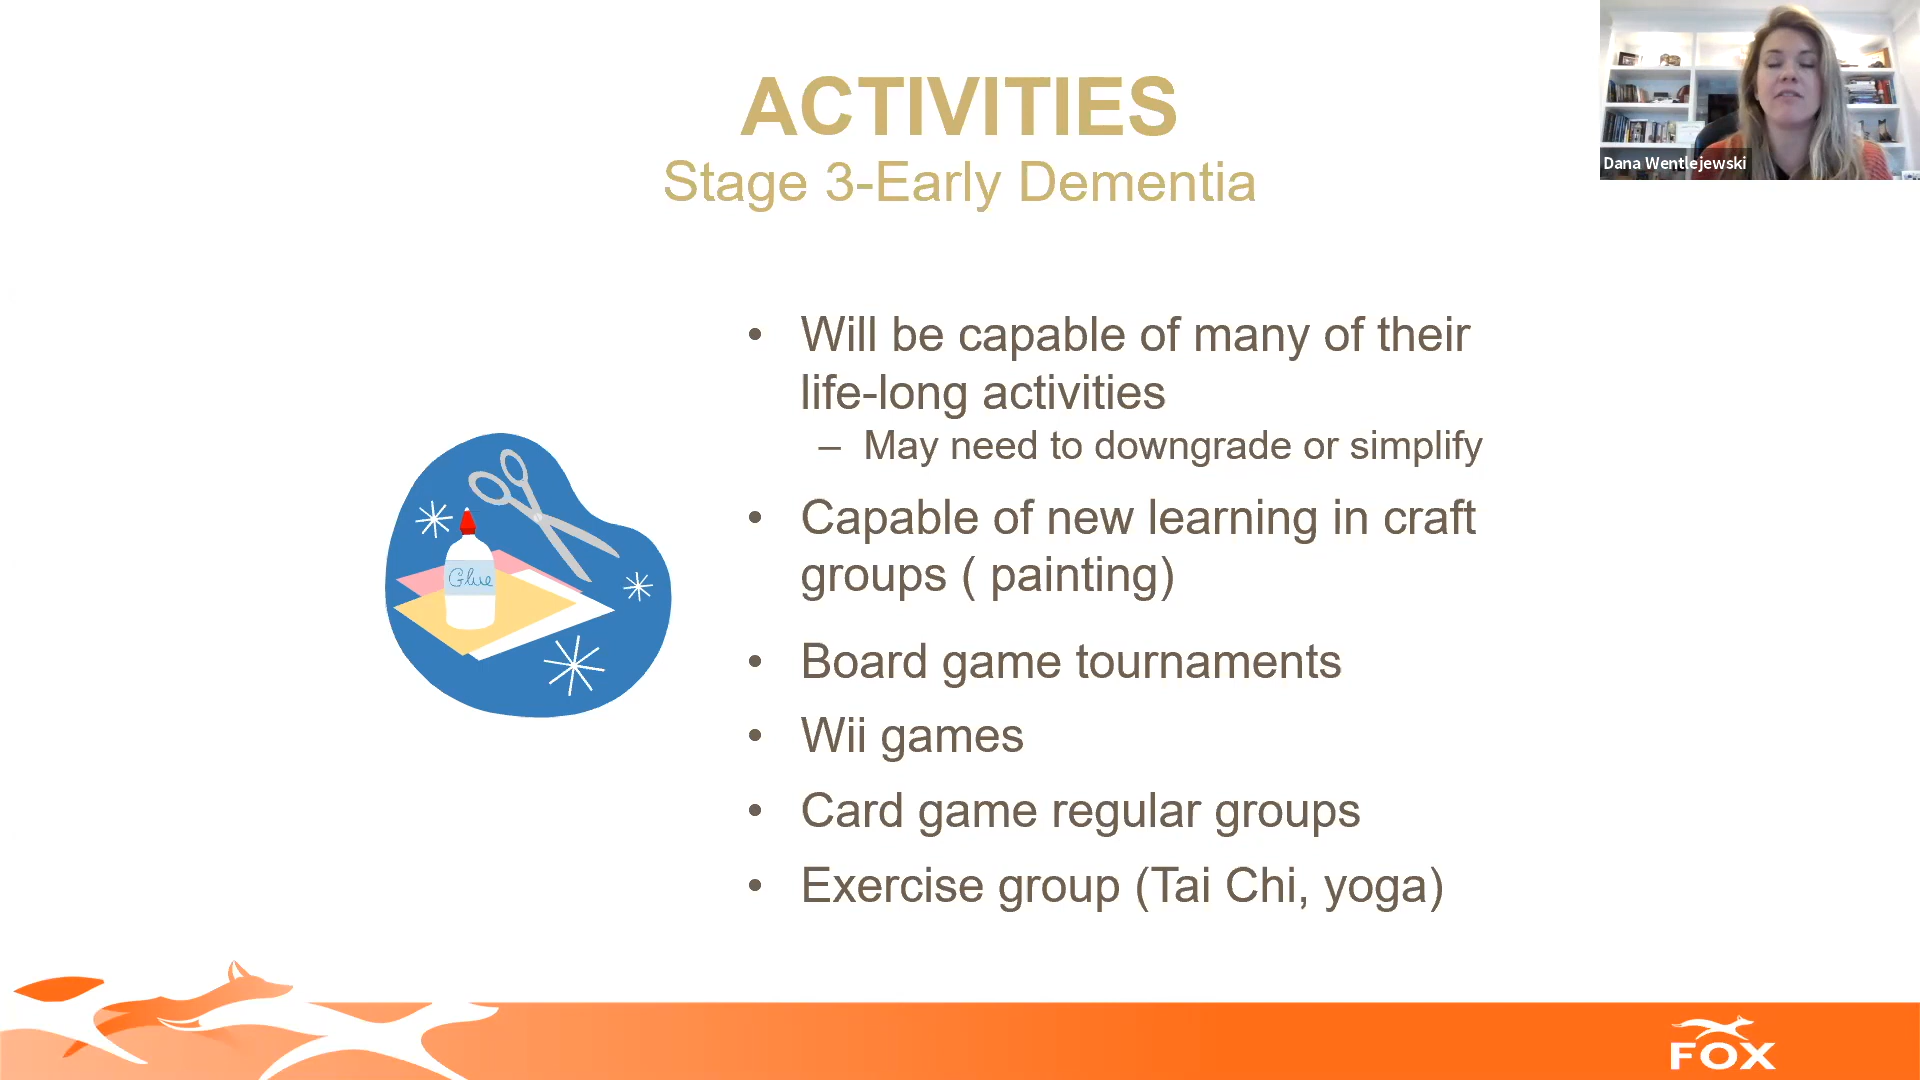 ACTIVITIES
Stage 3-Early Dementia
Dana Wentlejewski
• Will be capable of many of their
life-long activities
– May need to downgrade or simplify
• Capable of new learning in craft
groups ( painting)
• Board game tournaments
• Wii games
• Card game regular groups
• Exercise group (Tai Chi, yoga)
Glue
FOX